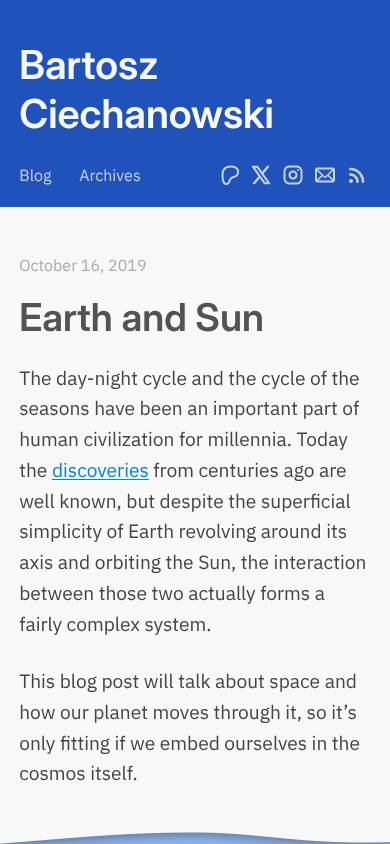 Bartosz
Ciechanowski
Blog Archives
October 16, 2019
Earth and Sun
The day-night cycle and the cycle of the
seasons have been an important part of
human civilization for millennia. Today
the discoveries from centuries ago are
well known, but despite the superficial
simplicity of Earth revolving around its
axis and orbiting the Sun, the interaction
between those two actually forms a
fairly complex system.
This blog post will talk about space and
how our planet moves through it, so it’s
only fitting if we embed ourselves in the
cosmos itself.